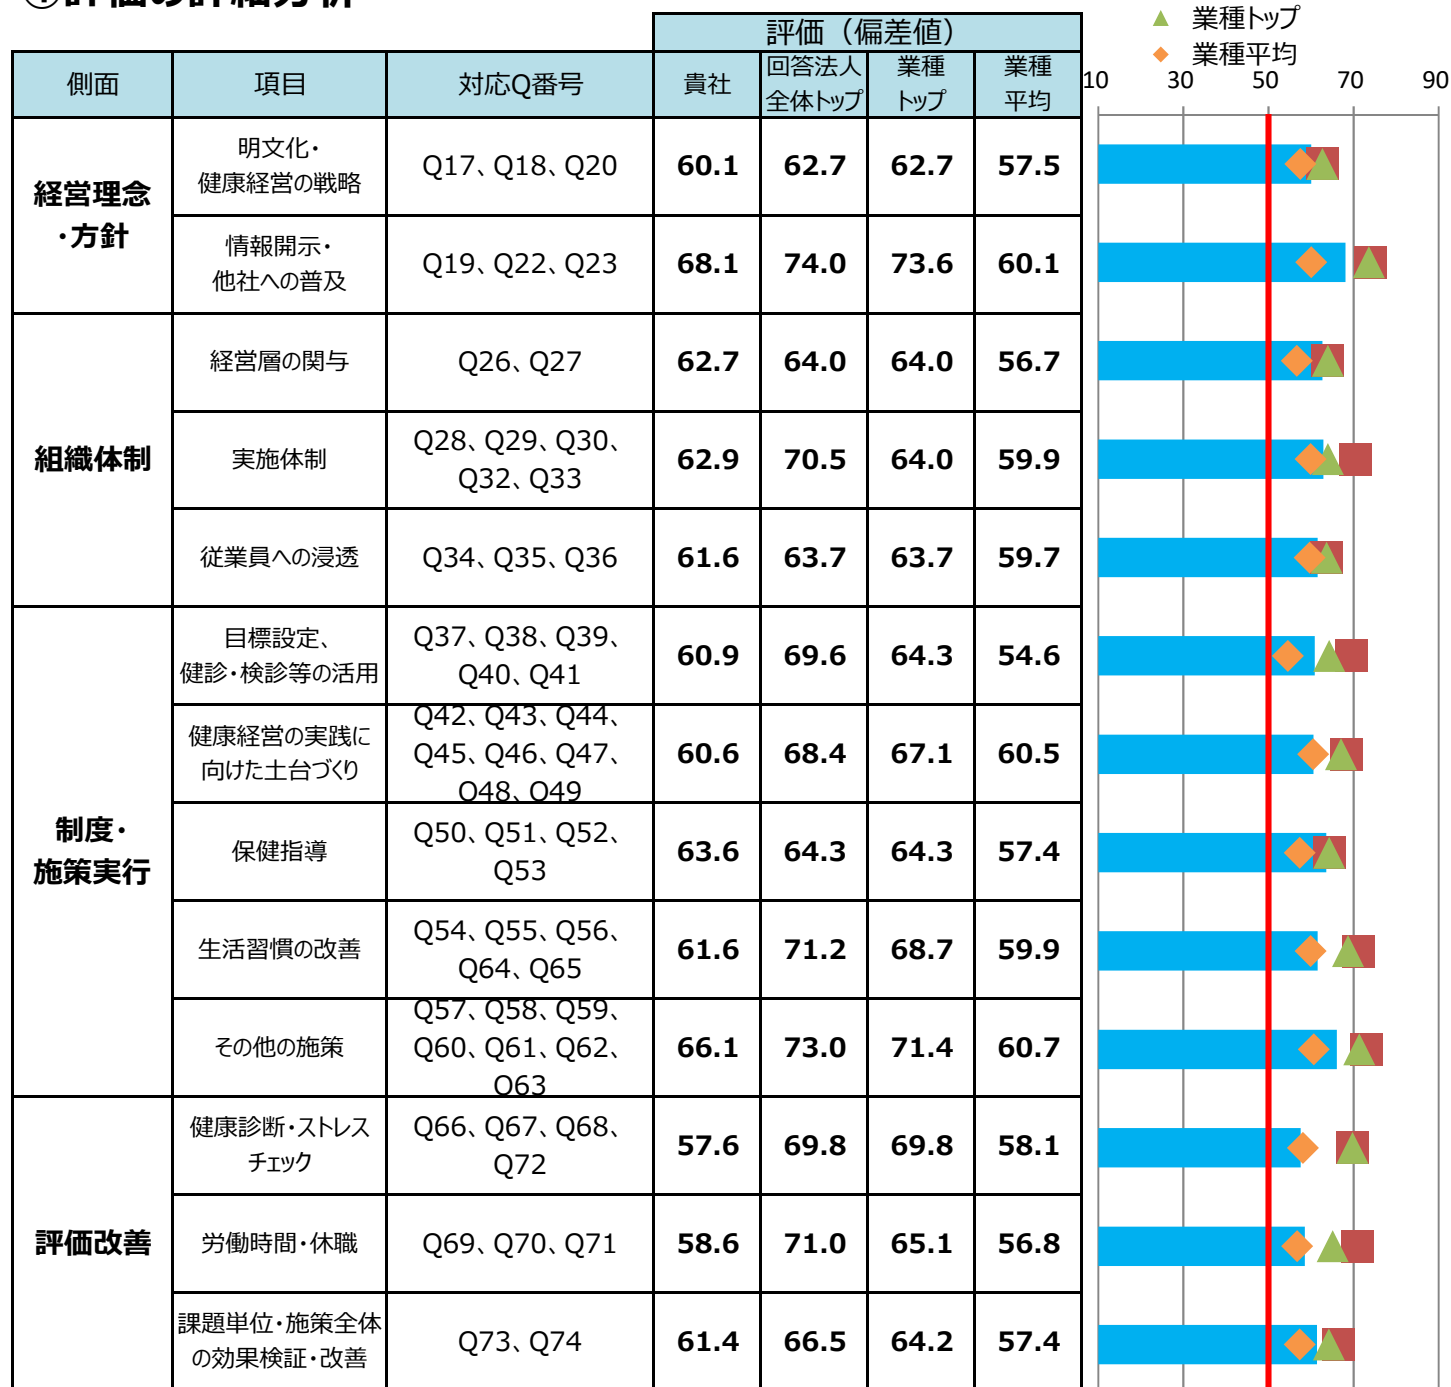 ①評価の詳細分析
業種トップ
業種平均
評価（偏差値）
側面 項目 対応Q番号 貴社 回答法人 業種 業種
全体トップ トップ 平均
10 30 50 70 90
経営理念
・方針
明文化・
健康経営の戦略
Q17、Q18、Q20 60.1 62.7 62.7 57.5
情報開示・
他社への普及
Q19、Q22、Q23 68.1 74.0 73.6 60.1
組織体制
経営層の関与 Q26、Q27 62.7 64.0 64.0 56.7
実施体制
Q28、Q29、Q30、
Q32、Q33
62.9 70.5 64.0 59.9
従業員への浸透 Q34、Q35、Q36 61.6 63.7 63.7 59.7
制度・
施策実行
目標設定、
健診・検診等の活用
Q37、Q38、Q39、
Q40、Q41
60.9 69.6 64.3 54.6
健康経営の実践に
向けた土台づくり
Q42、Q43、Q44、
Q45、Q46、Q47、
Q48、Q49
60.6 68.4 67.1 60.5
保健指導
Q50、Q51、Q52、
Q53
63.6 64.3 64.3 57.4
生活習慣の改善
Q54、Q55、Q56、
Q64、Q65
61.6 71.2 68.7 59.9
その他の施策
Q57、Q58、Q59、
Q60、Q61、Q62、
Q63
66.1 73.0 71.4 60.7
評価改善
健康診断・ストレス
チェック
Q66、Q67、Q68、
Q72
57.6 69.8 69.8 58.1
労働時間・休職 Q69、Q70、Q71 58.6 71.0 65.1 56.8
課題単位・施策全体
の効果検証・改善
Q73、Q74 61.4 66.5 64.2 57.4